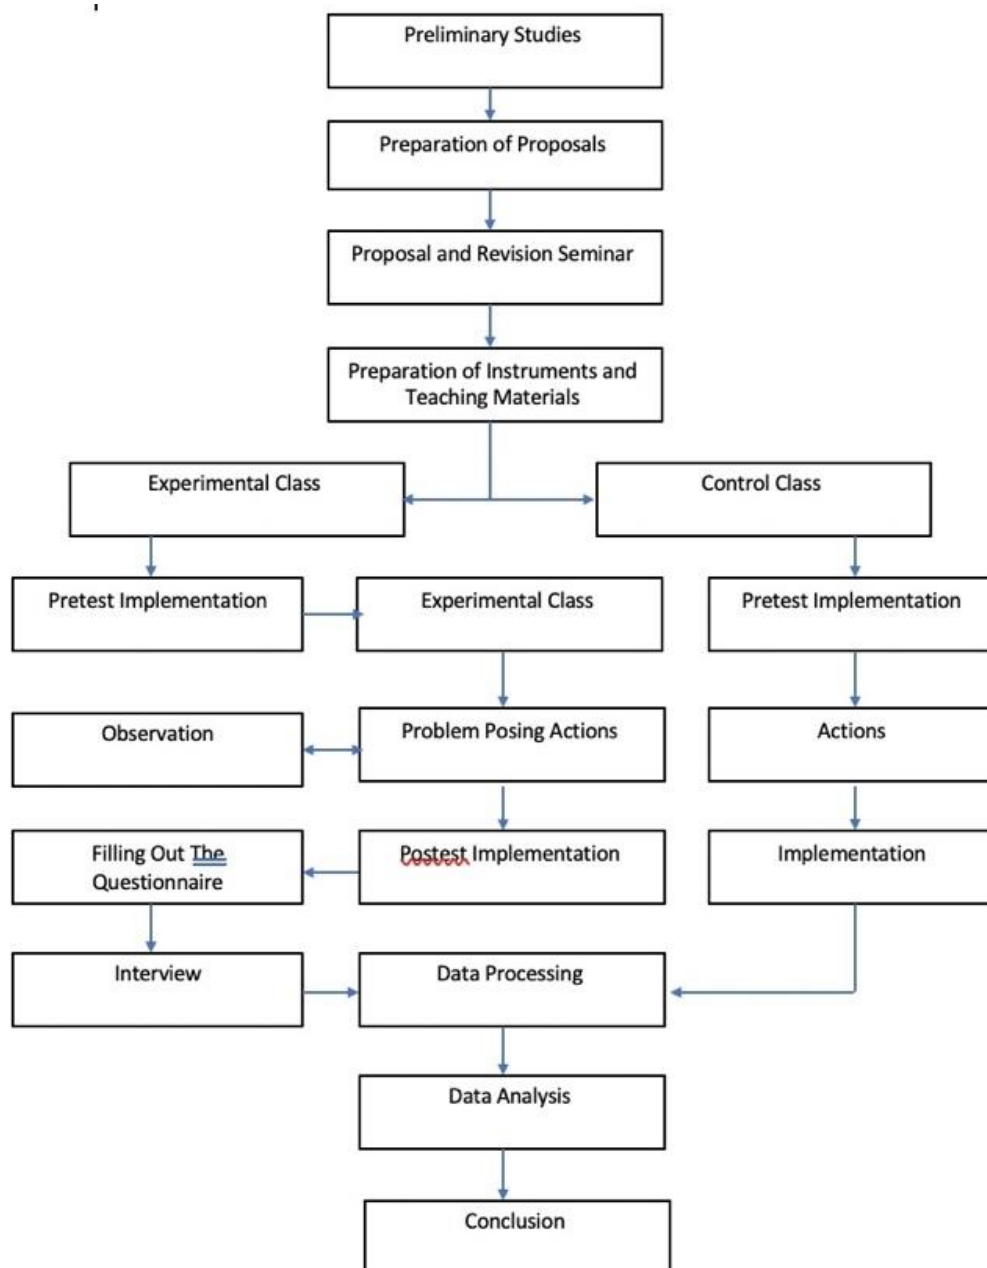 Preliminary Studies
Preparation of Proposals
Proposal and Revision Seminar
Preparation of Instruments and
Teaching Materials
Experimental Class
Control Class
Pretest Implementation
Experimental Class
Pretest Implementation
Observation
Problem Posing Actions
Actions
Filling Out The
Questionnaire
Postest Implementation
Implementation
Interview
Data Processing
Data Analysis
Conclusion